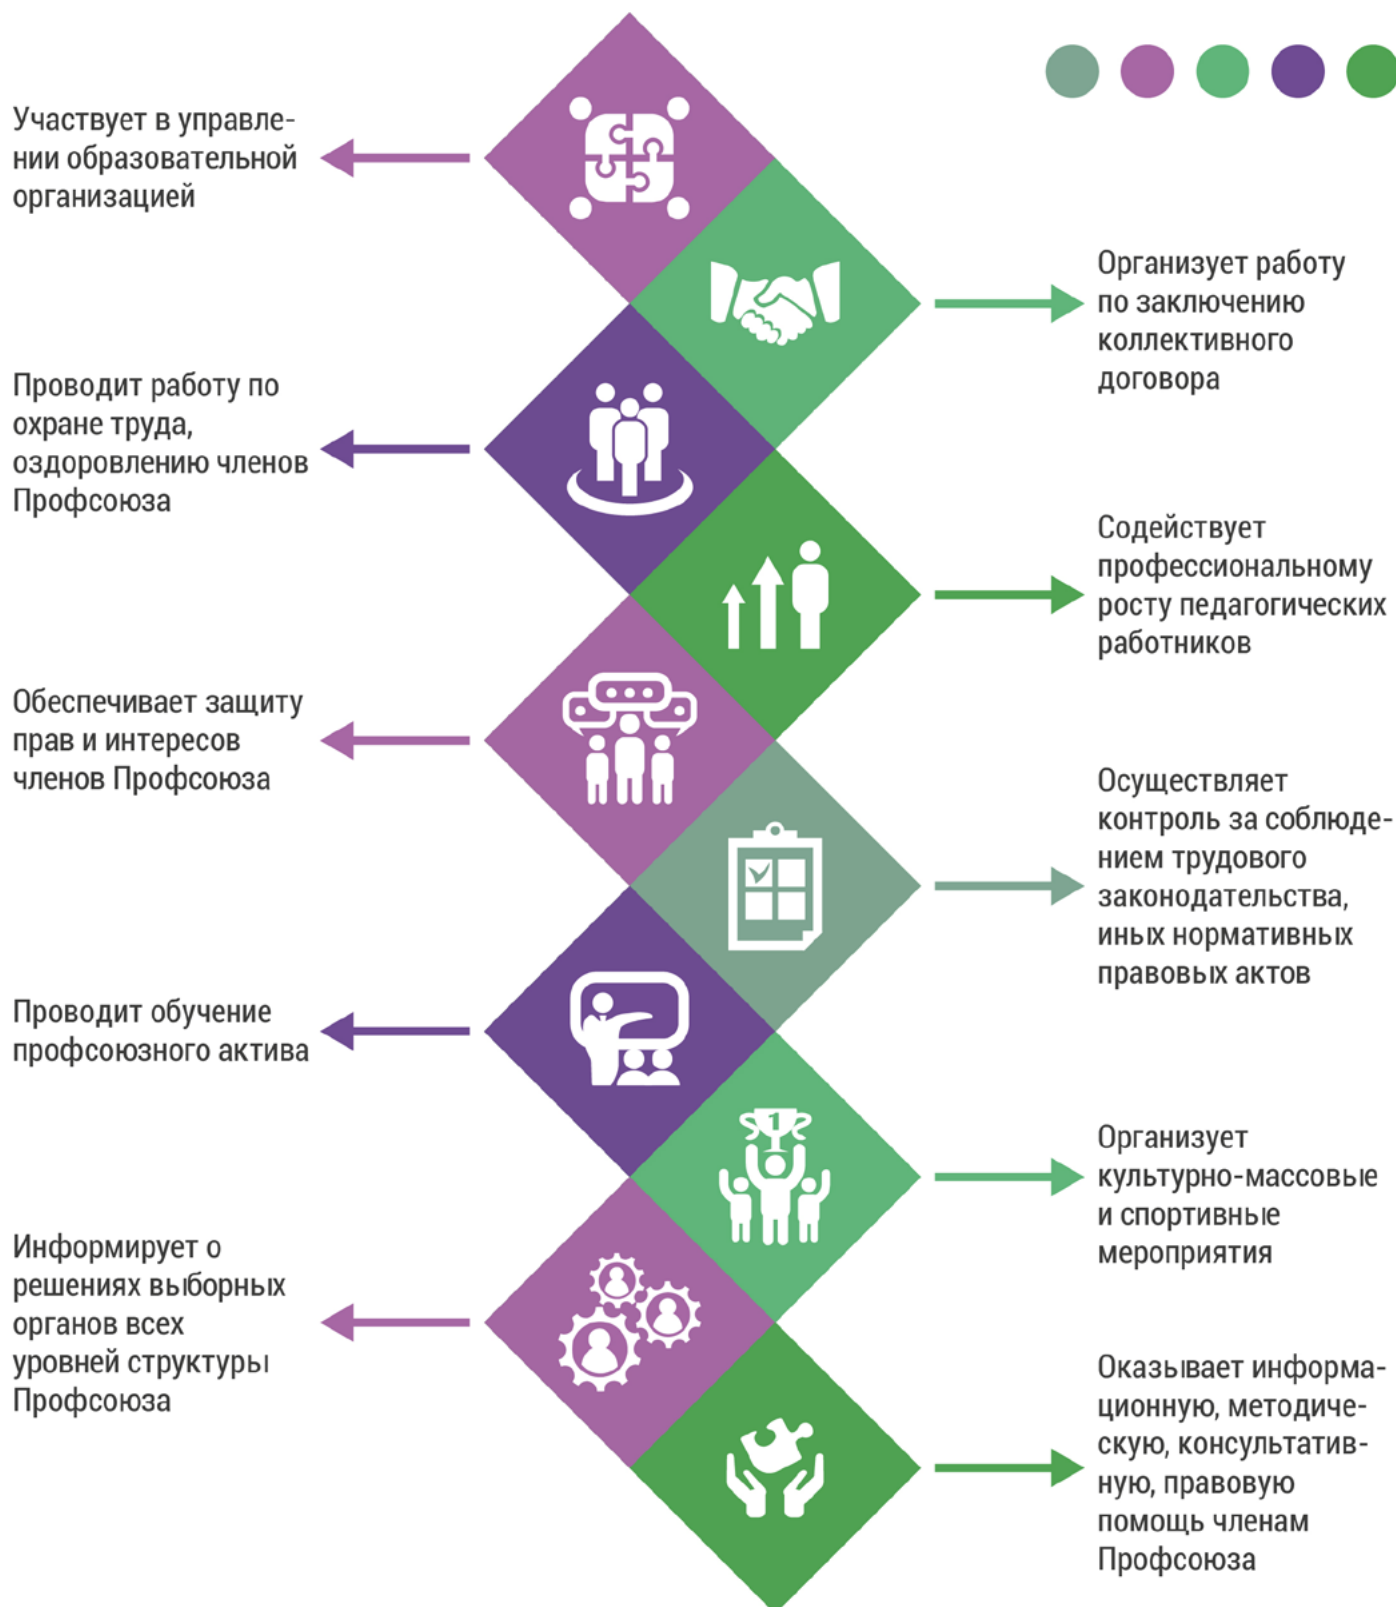 Участвует в управле-
нии образовательной
организацией
Организует работу
по заключению
коллективного
договора
Проводит работу по
охране труда,
оздоровлению членов
Профсоюза
Содействует
профессиональному
росту педагогических
работников
Обеспечивает защиту
прав и интересов
членов Профсоюза
Осуществляет
контроль за соблюде-
нием трудового
законодательства,
иных нормативных
правовых актов
Проводит обучение
профсоюзного актива
1
Организует
культурно-массовые
и спортивные
мероприятия
Информирует о
решениях выборных
органов всех
уровней структуры
Профсоюза
Оказывает информа-
ционную, методиче-
скую, консультатив-
ную, правовую
помощь членам
Профсоюза